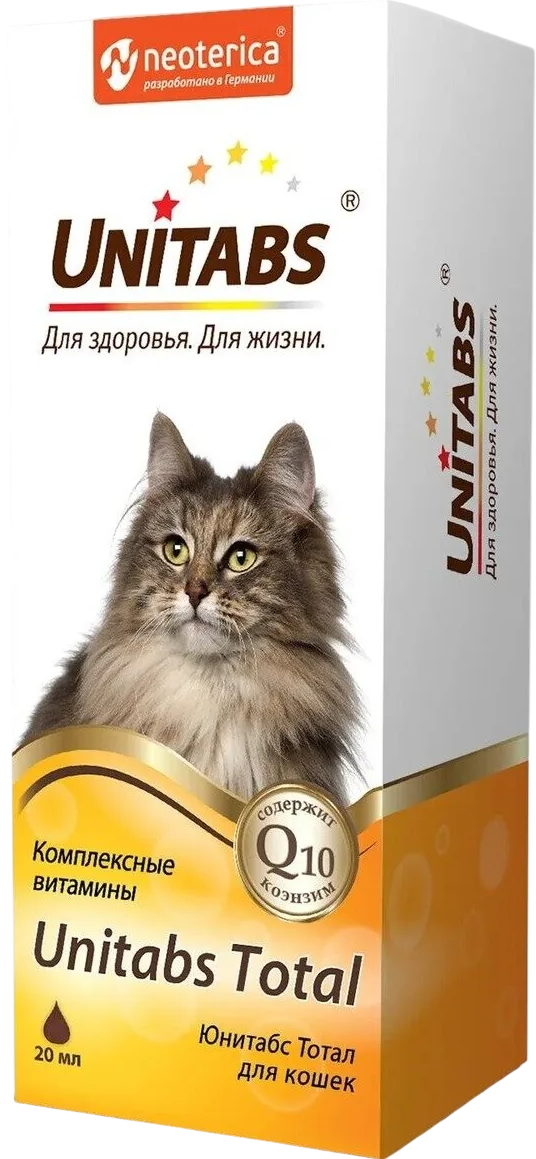 neoterica®
разработано в Германии
UNITABS®
Для здоровья. Для жизни.
содержит
Q10
коэнзим
Комплексные
витамины
Unitabs Total
Юнитабс Тотал
для кошек
20 мл
UNITABS®
Для здоровья. Для жизни.